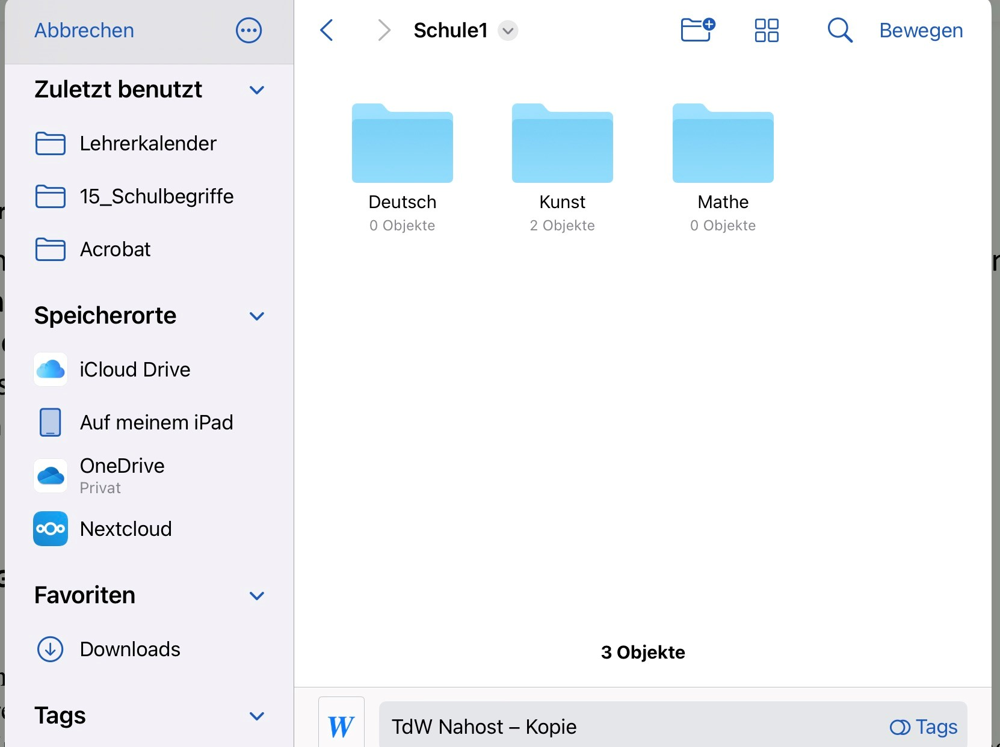 Abbrechen
Zuletzt benutzt
Lehrerkalender
15_Schulbegriffe
Acrobat
Speicherorte
iCloud Drive
Auf meinem iPad
OneDrive
Privat
Nextcloud
Favoriten
Downloads
Tags
Schule1
Bewegen
Deutsch
0 Objekte
Kunst
2 Objekte
Mathe
0 Objekte
3 Objekte
W
TdW Nahost – Kopie
Tags